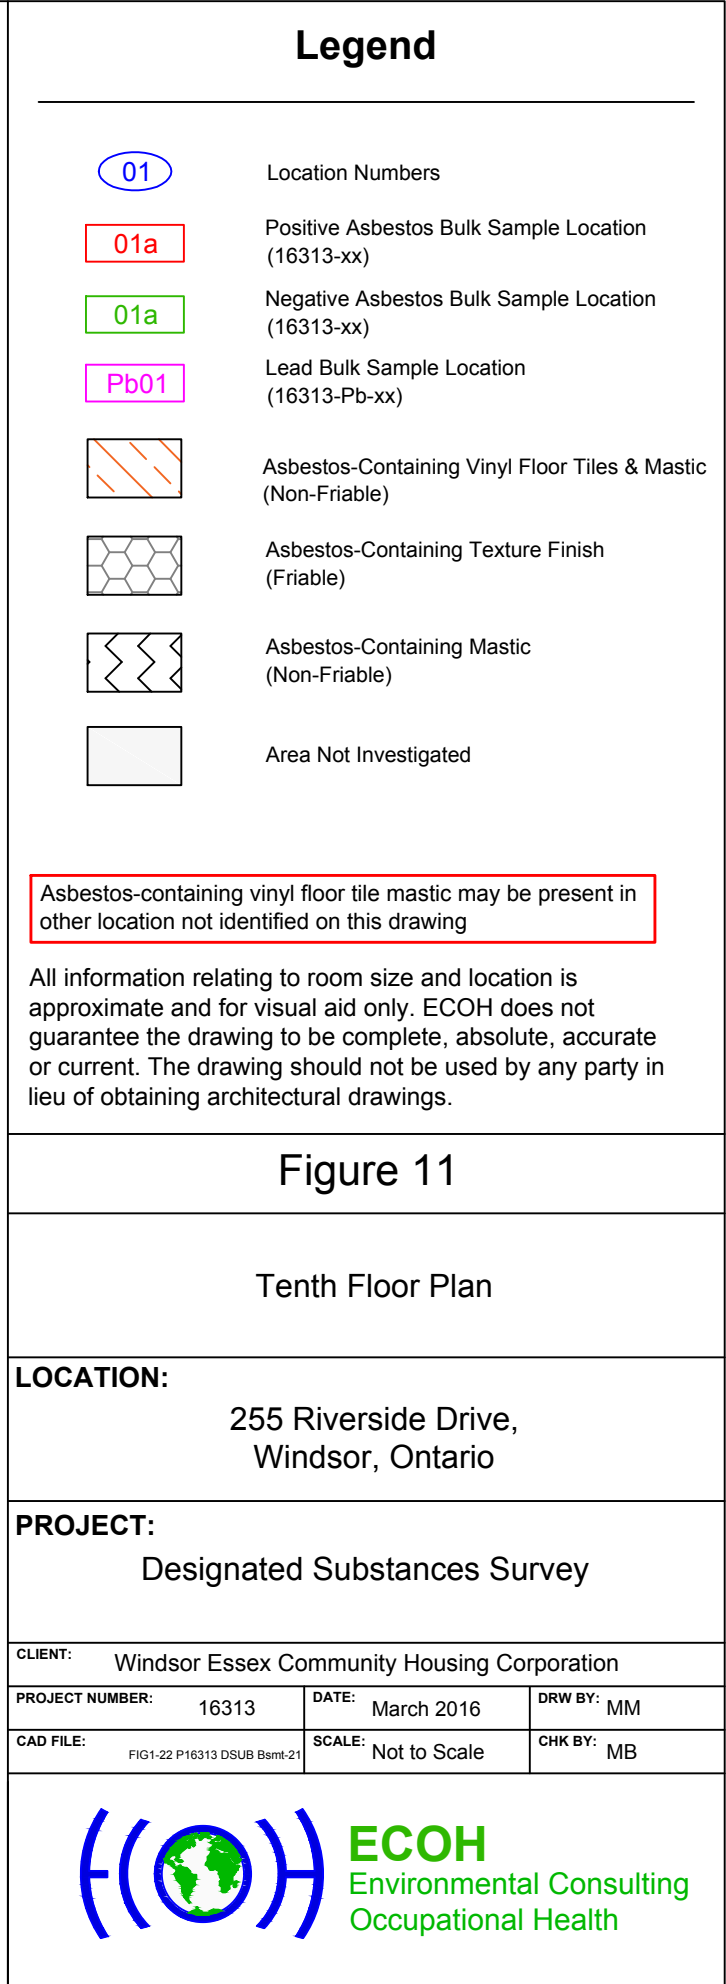 Legend
01
Location Numbers
01a
Positive Asbestos Bulk Sample Location
(16313-xx)
01a
Negative Asbestos Bulk Sample Location
(16313-xx)
Pb01
Lead Bulk Sample Location
(16313-Pb-xx)
Asbestos-Containing Vinyl Floor Tiles & Mastic
(Non-Friable)
Asbestos-Containing Texture Finish
(Friable)
Asbestos-Containing Mastic
(Non-Friable)
Area Not Investigated
Asbestos-containing vinyl floor tile mastic may be present in
other location not identified on this drawing
All information relating to room size and location is
approximate and for visual aid only. ECOH does not
guarantee the drawing to be complete, absolute, accurate
or current. The drawing should not be used by any party in
lieu of obtaining architectural drawings.
Figure 11
Tenth Floor Plan
LOCATION:
255 Riverside Drive,
Windsor, Ontario
PROJECT:
Designated Substances Survey
CLIENT: Windsor Essex Community Housing Corporation
PROJECT NUMBER: 16313 DATE: March 2016 DRW BY: MM
CAD FILE: FIG1-22 P16313 DSUB Bsmt-21 SCALE: Not to Scale CHK BY: MB
ECOH
Environmental Consulting
Occupational Health